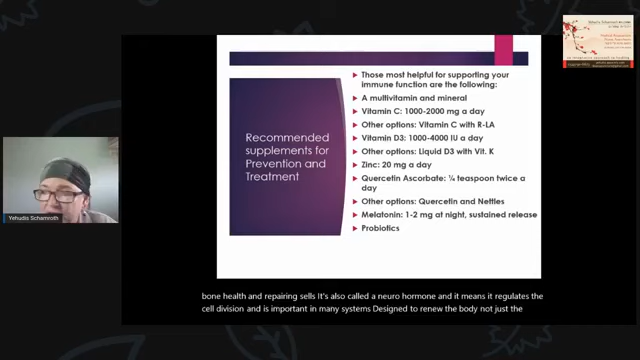 Those most helpful for supporting your
immune function are the following:
A multivitamin and mineral
Vitamin C: 1000-2000 mg a day
Other options: Vitamin C with R-LA
Vitamin D3: 1000-4000 IU a day
Other options: Liquid D3 with Vit. K
Zinc: 20 mg a day
Quercetin Ascorbate: ¼ teaspoon twice a
day
Other options: Quercetin and Nettles
Melatonin: 1-2 mg at night, sustained release
Probiotics
Recommended
supplements for
Prevention and
Treatment
Yehudis Schamroth
bone health and repairing sells It's also called a neuro hormone and it means it regulates the
cell division and is important in many systems Designed to renew the body not just the